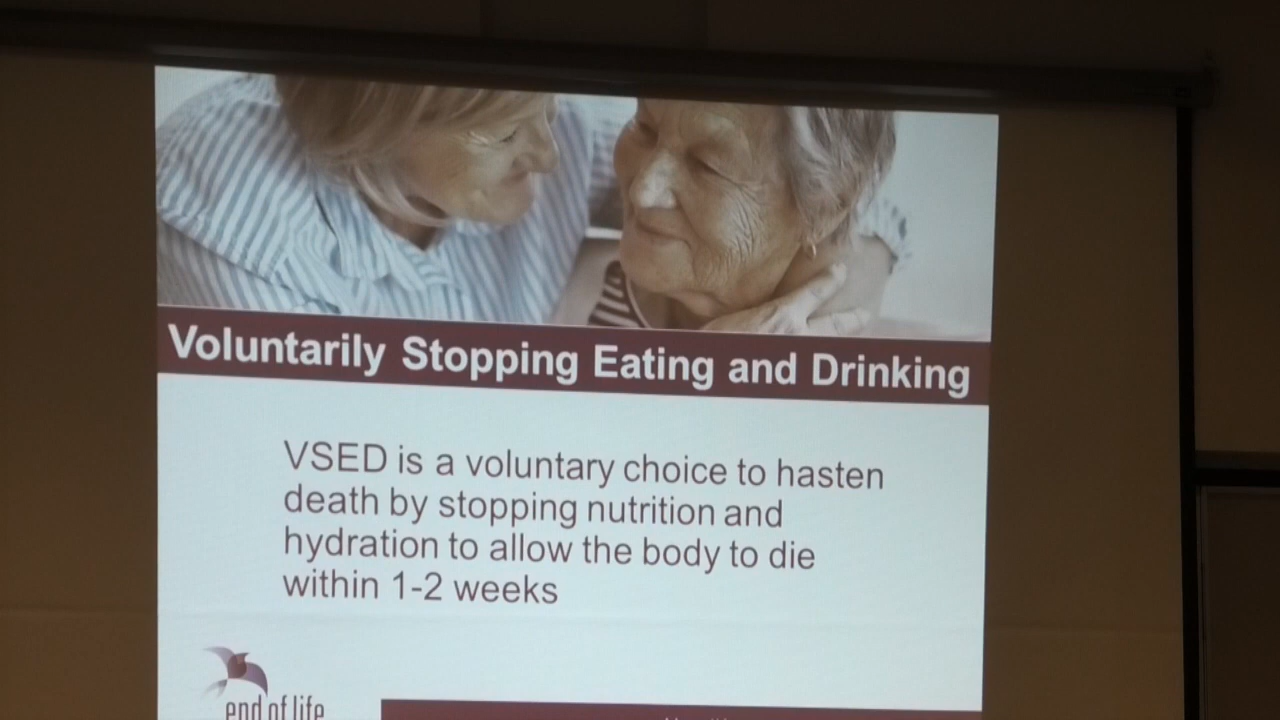 Voluntarily Stopping Eating and Drinking
VSED is a voluntary choice to hasten
death by stopping nutrition and
hydration to allow the body to die
within 1-2 weeks
end of life